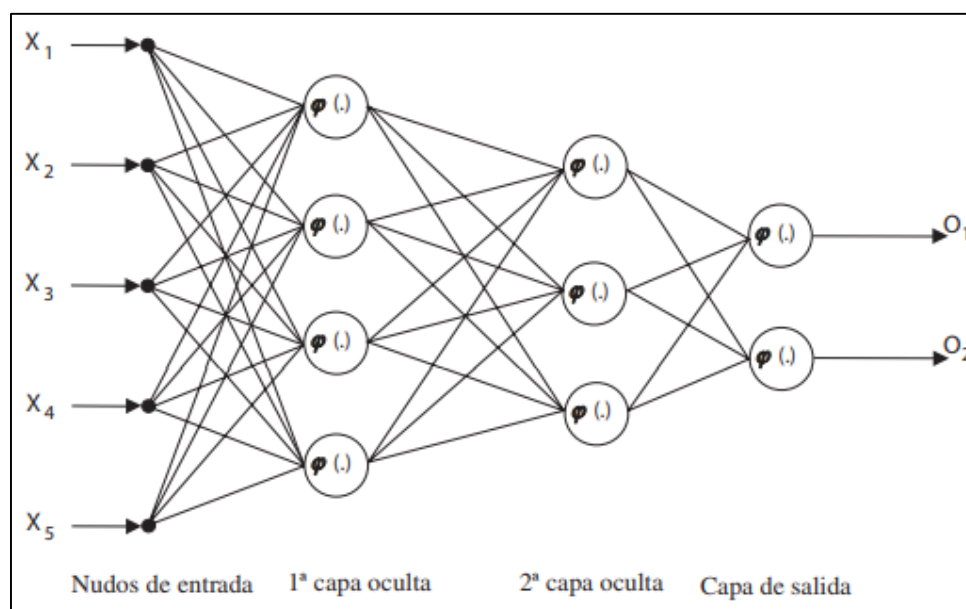 X1
φ (.)
φ (.)
X2
φ (.)
φ (.)
O1
X3
φ (.)
φ (.)
φ (.)
O2
X4
φ (.)
φ (.)
X5
Nudos de entrada 1ª capa oculta 2ª capa oculta Capa de salida